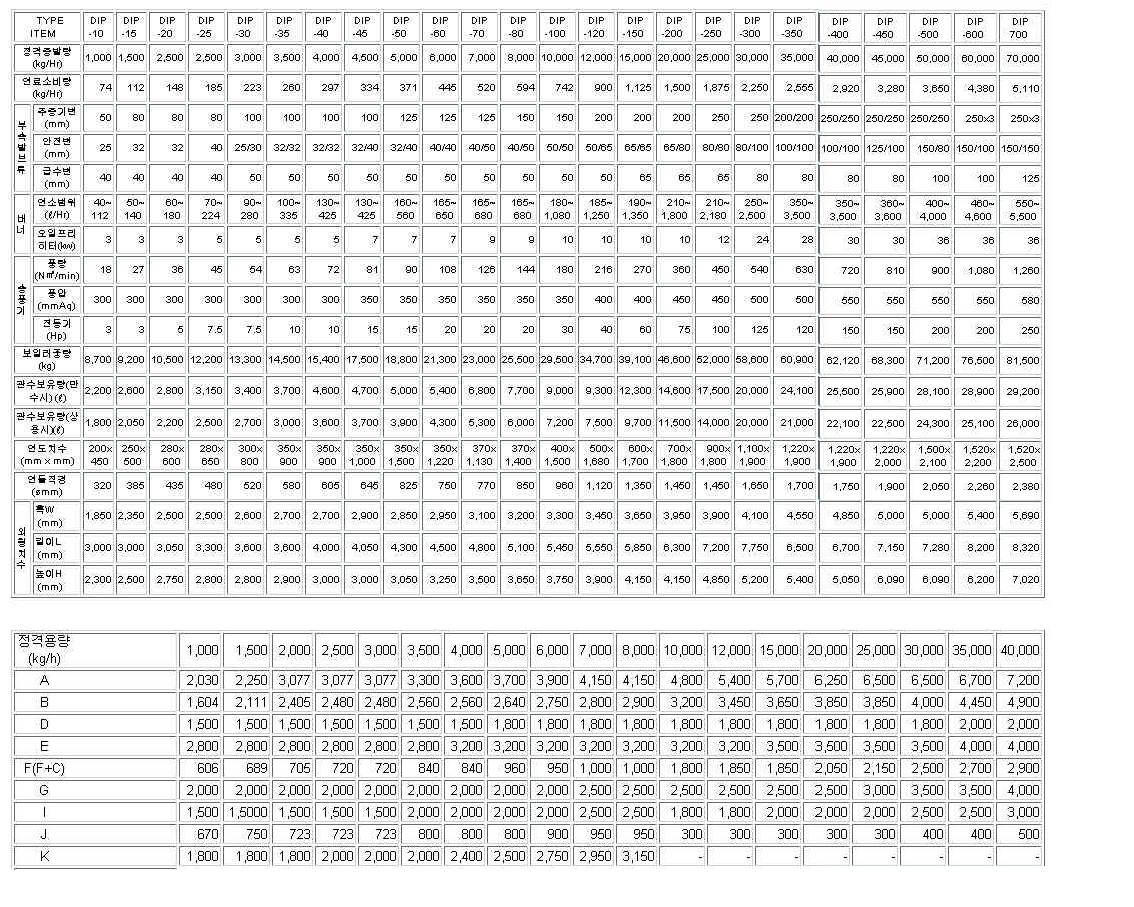 TYPE ITEM DIP -10 DIP -15 DIP -20 DIP -25 DIP -30 DIP -35 DIP -40 DIP -45 DIP -50 DIP -60 DIP -70 DIP -80 DIP -100 DIP -120 DIP -150 DIP -200 DIP -250 DIP -300 DIP -350 DIP -400 DIP -450 DIP -500 DIP -600 DIP 700
정격증발량 (kg/Hr) 1,000 1,500 2,500 2,500 3,000 3,500 4,000 4,500 5,000 6,000 7,000 8,000 10,000 12,000 15,000 20,000 25,000 30,000 35,000 40,000 45,000 50,000 60,000 70,000
연료소비량 (kg/Hr) 74 112 148 185 223 260 297 334 371 445 520 594 742 900 1,125 1,500 1,875 2,250 2,555 2,920 3,280 3,650 4,380 5,110
부속발브류
주증기변 (mm) 50 80 80 80 100 100 100 100 125 125 125 150 150 200 200 200 250 250 200/200 250/250 250/250 250/250 250x3 250x3
안전변 (mm) 25 32 32 40 25/30 32/32 32/32 32/40 32/40 40/40 40/50 40/50 50/50 50/65 65/65 65/80 80/80 80/100 100/100 100/100 125/100 150/80 150/100 150/150
급수변 (mm) 40 40 40 40 50 50 50 50 50 50 50 50 50 50 65 65 65 80 80 80 80 100 100 125
버너
연소범위 (ℓ/Hr) 40~ 112 50~ 140 60~ 180 70~ 224 90~ 280 100~ 335 130~ 425 130~ 425 160~ 560 165~ 650 165~ 680 165~ 680 180~ 1,080 185~ 1,250 190~ 1,350 210~ 1,800 210~ 2,180 250~ 2,500 350~ 3,500 350~ 3,500 360~ 3,600 400~ 4,000 460~ 4,600 550~ 5,500
오일프리 히터(kw) 3 3 3 5 5 5 5 7 7 7 9 9 10 10 10 10 12 24 28 30 30 36 36 36
송풍기
풍량 (N㎥/min) 18 27 36 45 54 63 72 81 90 108 126 144 180 216 270 360 450 540 630 720 810 900 1,080 1,260
풍압 (mmAq) 300 300 300 300 300 300 300 350 350 350 350 350 350 400 400 450 450 500 500 550 550 550 550 580
전동기 (Hp) 3 3 5 7.5 7.5 10 10 15 15 20 20 20 30 40 60 75 100 125 120 150 150 200 200 250
보일러중량 (kg) 8,700 9,200 10,500 12,200 13,300 14,500 15,400 17,500 18,800 21,300 23,000 25,500 29,500 34,700 39,100 46,600 52,000 58,600 60,900 62,120 68,300 71,200 76,500 81,500
관수보유량(만수시)(ℓ) 2,200 2,600 2,800 3,150 3,400 3,700 4,600 4,700 5,000 5,400 6,800 7,700 9,000 9,300 12,300 14,600 17,500 20,000 24,100 25,500 25,900 28,100 28,900 29,200
관수보유량(상용시)(ℓ) 1,800 2,050 2,200 2,500 2,700 3,000 3,600 3,700 3,900 4,300 5,300 6,000 7,200 7,500 9,700 11,500 14,000 20,000 21,000 22,100 22,500 24,300 25,100 26,000
연도치수 (mm x mm) 200x 450 250x 500 280x 600 280x 650 300x 800 350x 900 350x 900 350x 1,000 350x 1,500 350x 1,220 370x 1,130 370x 1,400 400x 1,500 500x 1,680 600x 1,700 700x 1,800 900x 1,800 1,100x 1,900 1,220x 1,900 1,220x 1,900 1,220x 2,000 1,500x 2,100 1,520x 2,200 1,520x 2,500
연돌직경 (ømm) 320 385 435 480 520 580 605 645 825 750 770 850 960 1,120 1,350 1,450 1,450 1,650 1,700 1,750 1,900 2,050 2,260 2,380
외형치수
폭W (mm) 1,850 2,350 2,500 2,500 2,600 2,700 2,700 2,900 2,850 2,950 3,100 3,200 3,300 3,450 3,650 3,950 3,900 4,100 4,550 4,850 5,000 5,000 5,400 5,690
길이L (mm) 3,000 3,000 3,050 3,300 3,600 3,600 4,000 4,050 4,300 4,500 4,800 5,100 5,450 5,550 5,850 6,300 7,200 7,750 6,500 6,700 7,150 7,280 8,200 8,320
높이H (mm) 2,300 2,500 2,750 2,800 2,800 2,900 3,000 3,000 3,050 3,250 3,500 3,650 3,750 3,900 4,150 4,150 4,850 5,200 5,400 5,050 6,090 6,090 6,200 7,020
정격용량 (kg/h) 1,000 1,500 2,000 2,500 3,000 3,500 4,000 5,000 6,000 7,000 8,000 10,000 12,000 15,000 20,000 25,000 30,000 35,000 40,000
A 2,030 2,250 3,077 3,077 3,077 3,300 3,600 3,700 3,900 4,150 4,150 4,800 5,400 5,700 6,250 6,500 6,500 6,700 7,200
B 1,604 2,111 2,405 2,480 2,480 2,560 2,560 2,640 2,750 2,800 2,900 3,200 3,450 3,650 3,850 3,850 4,000 4,450 4,900
D 1,500 1,500 1,500 1,500 1,500 1,500 1,500 1,800 1,800 1,800 1,800 1,800 1,800 1,800 1,800 1,800 1,800 2,000 2,000
E 2,800 2,800 2,800 2,800 2,800 2,800 3,200 3,200 3,200 3,200 3,200 3,200 3,200 3,500 3,500 3,500 3,500 4,000 4,000
F(F+C) 606 689 705 720 720 840 840 960 950 1,000 1,000 1,800 1,850 1,850 2,050 2,150 2,500 2,700 2,900
G 2,000 2,000 2,000 2,000 2,000 2,000 2,000 2,000 2,000 2,500 2,500 2,500 2,500 2,500 2,500 3,000 3,500 3,500 4,000
I 1,500 1,5000 1,500 1,500 1,500 2,000 2,000 2,000 2,000 2,500 2,500 1,800 1,800 2,000 2,000 2,000 2,500 2,500 3,000
J 670 750 723 723 723 800 800 800 900 950 950 300 300 300 300 300 400 400 500
K 1,800 1,800 1,800 2,000 2,000 2,000 2,400 2,500 2,750 2,950 3,150 - - - - - - - -